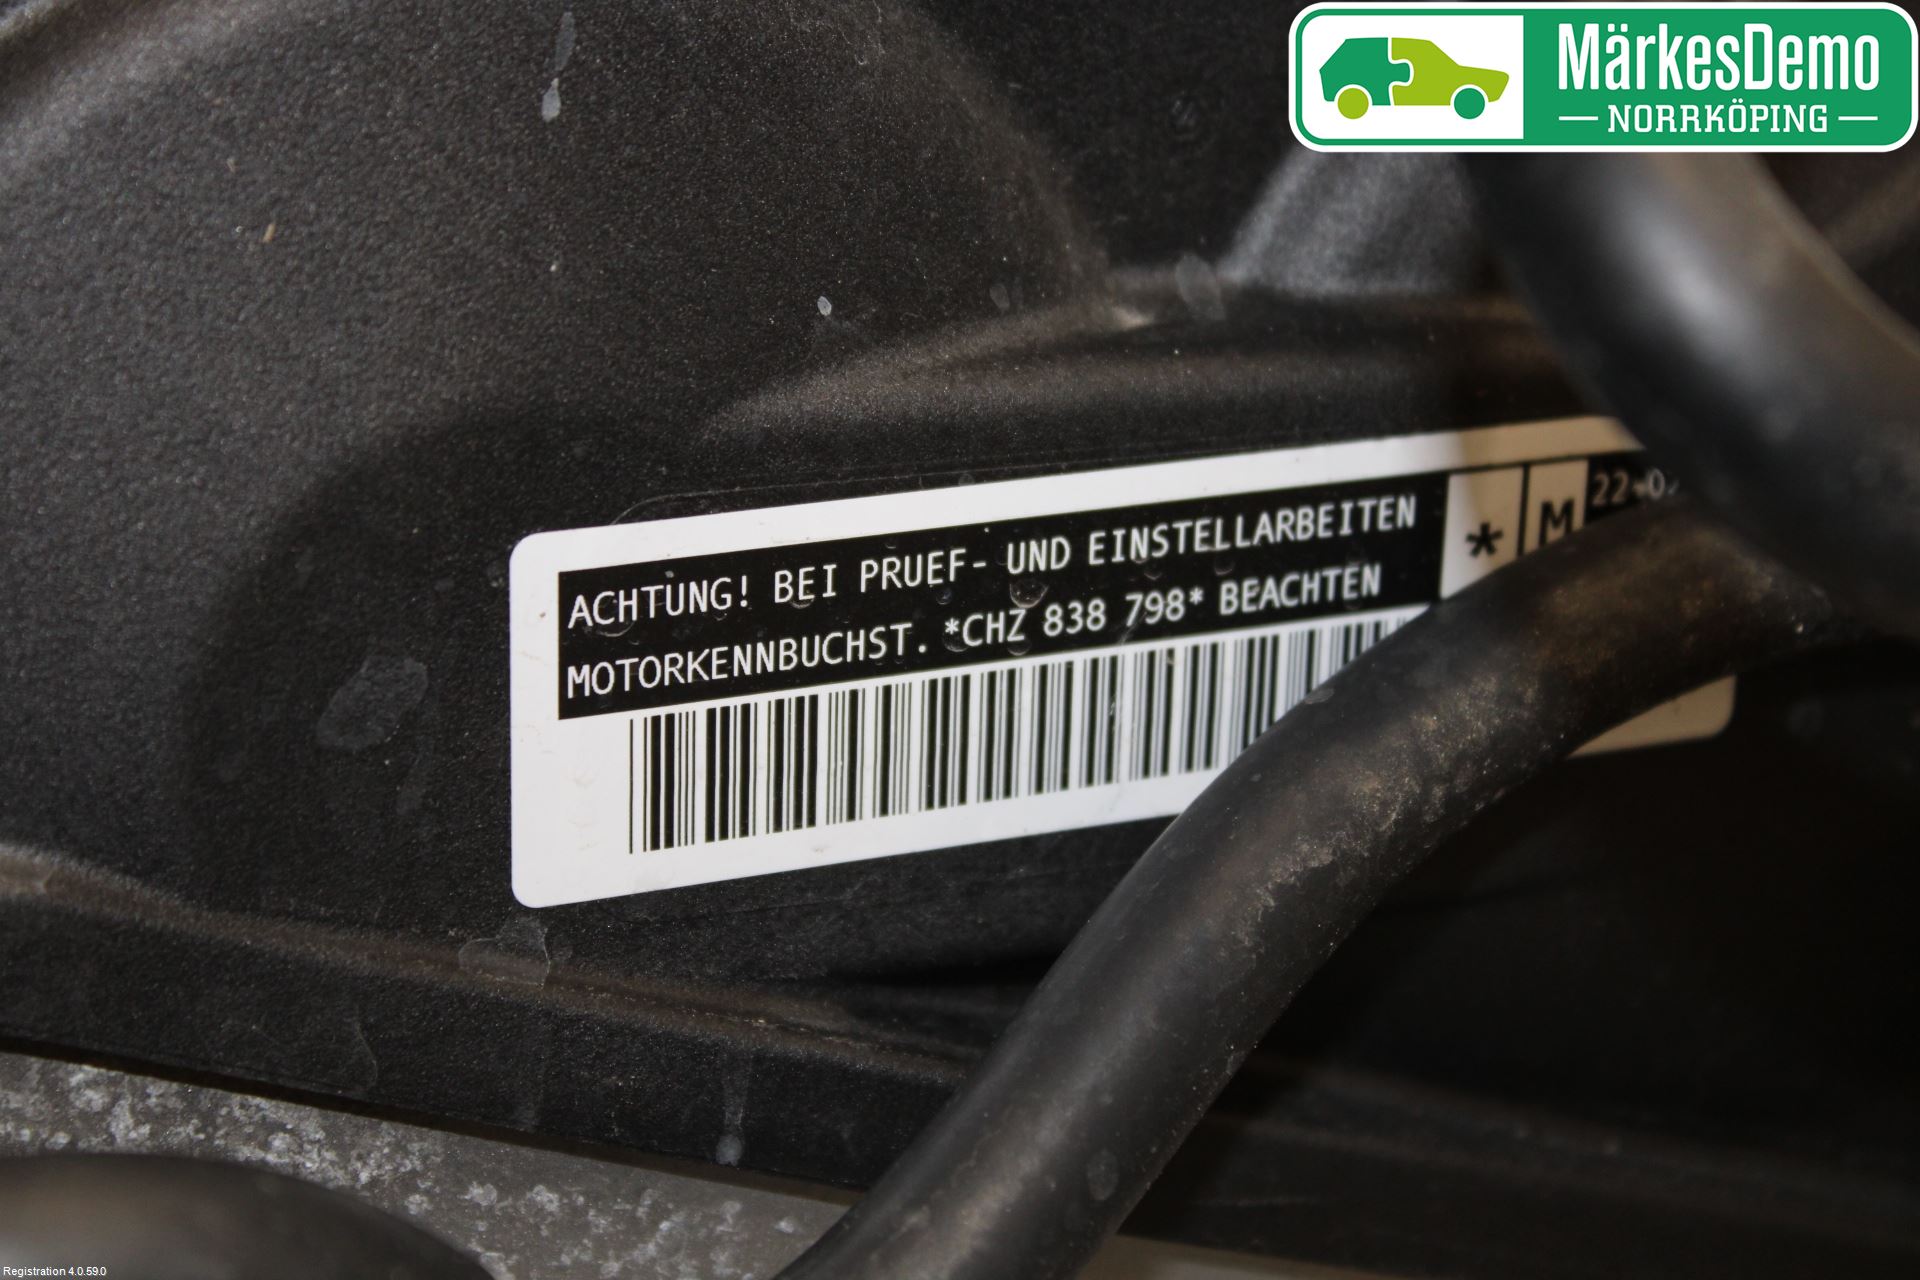 MärkesDemo
NORRKÖPING
ACHTUNG! BEI PRUEF- UND EINSTELLARBEITEN
MOTORKENNBUCHST. *CHZ 838 798* BEACHTEN
* M
Registration 4.0.59.0